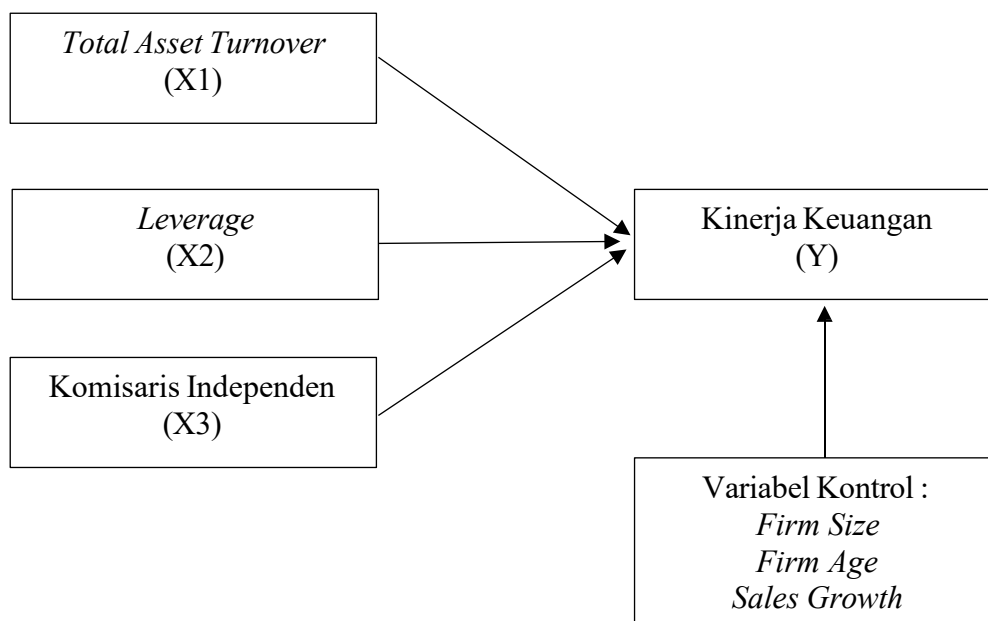 Total Asset Turnover
(X1)
Leverage
(X2)
Komisaris Independen
(X3)
Kinerja Keuangan
(Y)
Variabel Kontrol :
Firm Size
Firm Age
Sales Growth